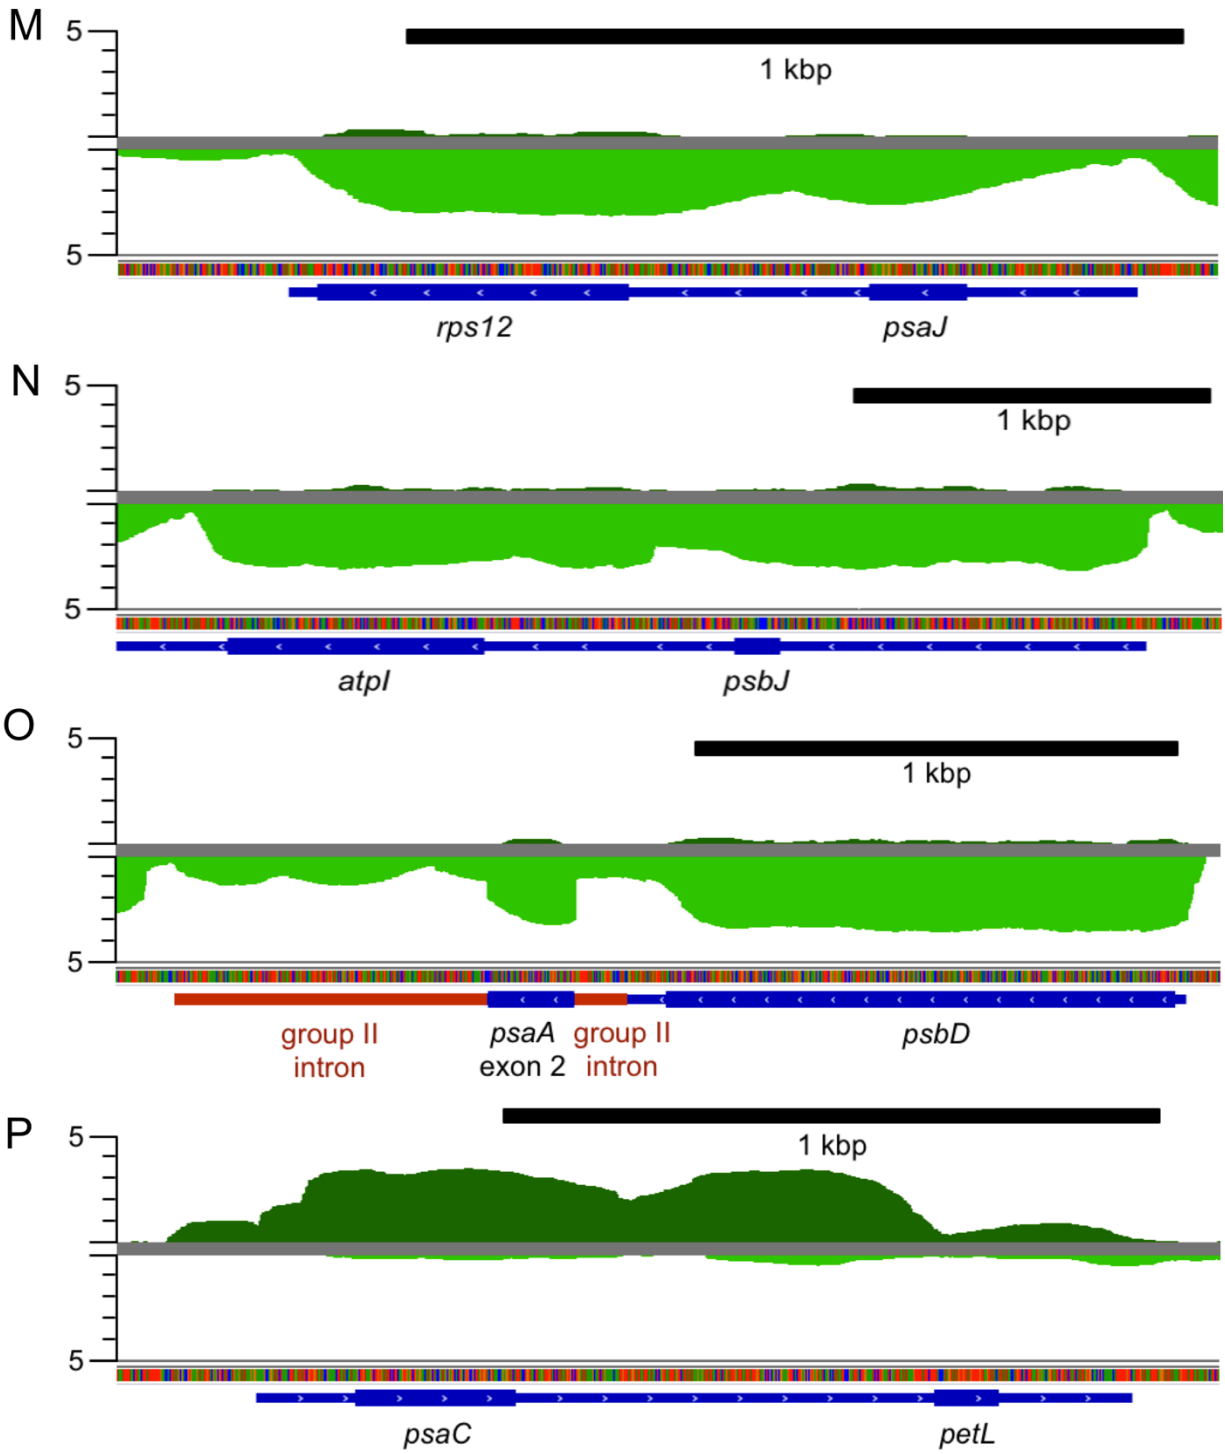 M
5
1 kbp
5
rps12 psaJ
N
5
1 kbp
5
atpI psbJ
O
5
1 kbp
5
group II psaA group II psbD
intron exon 2 intron
P
5
1 kbp
5
psaC petL